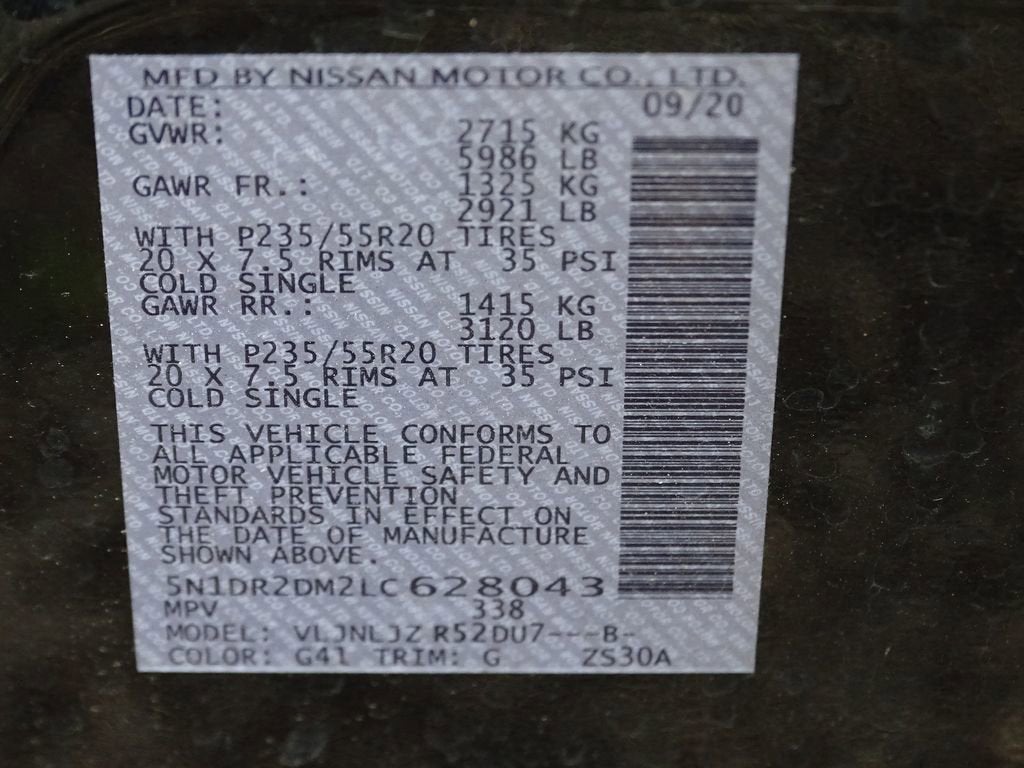 MFD BY NISSAN MOTOR CO., LTD.
DATE: 09/20
GVWR: 2715 KG
5986 LB
GAWR FR.: 1325 KG
2921 LB
WITH P235/55R20 TIRES
20 X 7.5 RIMS AT 35 PSI
COLD SINGLE
GAWR RR.: 1415 KG
3120 LB
WITH P235/55R20 TIRES
20 X 7.5 RIMS AT 35 PSI
COLD SINGLE
THIS VEHICLE CONFORMS TO
ALL APPLICABLE FEDERAL
MOTOR VEHICLE SAFETY AND
THEFT PREVENTION
STANDARDS IN EFFECT ON
THE DATE OF MANUFACTURE
SHOWN ABOVE.
5N1DR2DM2LC628043
MPV 338
MODEL: VLJNLJZ R52DU7---B-
COLOR: G41 TRIM: G ZS30A